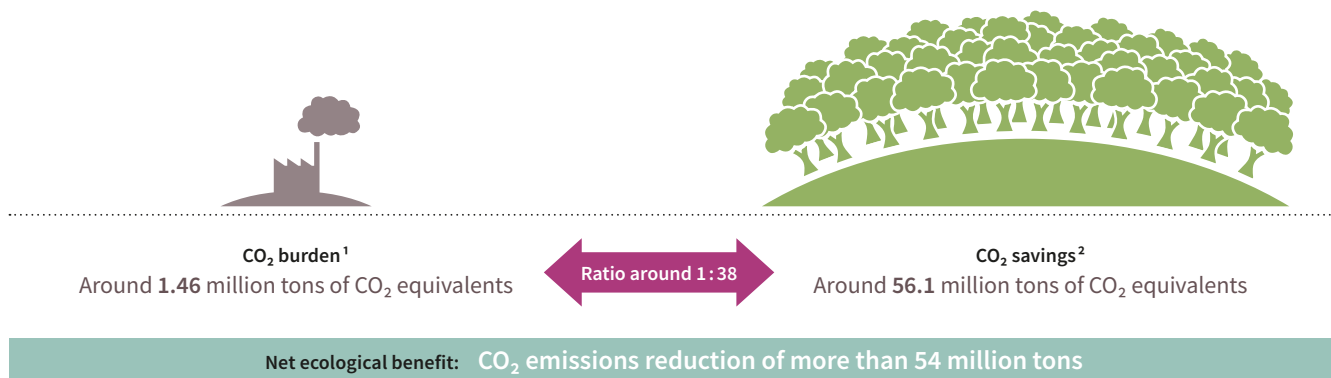 CO₂ burden¹
Around 1.46 million tons of CO₂ equivalents
Ratio around 1:38
CO₂ savings²
Around 56.1 million tons of CO₂ equivalents
Net ecological benefit: CO₂ emissions reduction of more than 54 million tons